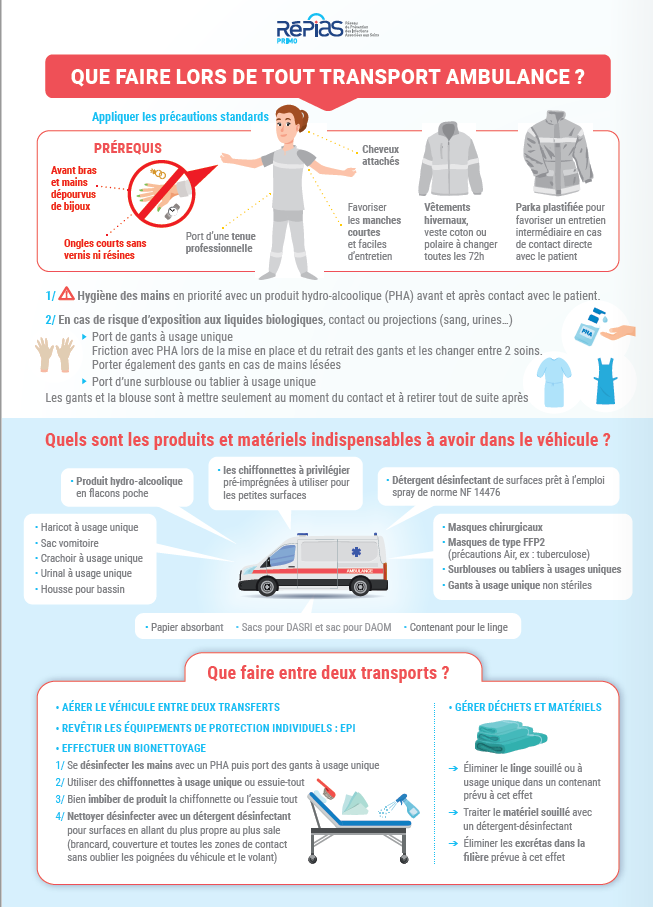 RéPIAS
PRIMO
Réseau
de Prévention
des Infections
Associées aux Soins
QUE FAIRE LORS DE TOUT TRANSPORT AMBULANCE ?
Appliquer les précautions standards
PRÉREQUIS
Avant bras
et mains
dépourvus
de bijoux
Ongles courts sans
vernis ni résines
Port d'une tenue
professionnelle
Cheveux
attachés
Favoriser
les manches
courtes
et faciles
d'entretien
Vêtements
hivernaux,
veste coton ou
polaire à changer
toutes les 72h
Parka plastifiée pour
favoriser un entretien
intermédiaire en cas
de contact directe
avec le patient
1/ Hygiène des mains en priorité avec un produit hydro-alcoolique (PHA) avant et après contact avec le patient.
2/ En cas de risque d'exposition aux liquides biologiques, contact ou projections (sang, urines…)
Port de gants à usage unique
Friction avec PHA lors de la mise en place et du retrait des gants et les changer entre 2 soins.
Porter également des gants en cas de mains lésées
Port d'une surblouse ou tablier à usage unique
Les gants et la blouse sont à mettre seulement au moment du contact et à retirer tout de suite après
PHA
Quels sont les produits et matériels indispensables à avoir dans le véhicule ?
• Produit hydro-alcoolique
en flacons poche
• les chiffonnettes à privilégier
pré-imprégnées à utiliser pour
les petites surfaces
• Détergent désinfectant de surfaces prêt à l'emploi
spray de norme NF 14476
• Haricot à usage unique
• Sac vomitoire
• Crachoir à usage unique
• Urinal à usage unique
• Housse pour bassin
AMBULANCE
• Masques chirurgicaux
• Masques de type FFP2
(précautions Air, ex : tuberculose)
• Surblouses ou tabliers à usages uniques
• Gants à usage unique non stériles
• Papier absorbant • Sacs pour DASRI et sac pour DAOM • Contenant pour le linge
Que faire entre deux transports ?
• AÉRER LE VÉHICULE ENTRE DEUX TRANSFERTS
• REVÊTIR LES ÉQUIPEMENTS DE PROTECTION INDIVIDUELS : EPI
• EFFECTUER UN BIONETTOYAGE
1/ Se désinfecter les mains avec un PHA puis port des gants à usage unique
2/ Utiliser des chiffonnettes à usage unique ou essuie-tout
3/ Bien imbiber de produit la chiffonnette ou l'essuie tout
4/ Nettoyer désinfecter avec un détergent désinfectant
pour surfaces en allant du plus propre au plus sale
(brancard, couverture et toutes les zones de contact
sans oublier les poignées du véhicule et le volant)
• GÉRER DÉCHETS ET MATÉRIELS
➔ Éliminer le linge souillé ou à
usage unique dans un contenant
prévu à cet effet
➔ Traiter le matériel souillé avec
un détergent-désinfectant
➔ Éliminer les excrétas dans la
filière prévue à cet effet